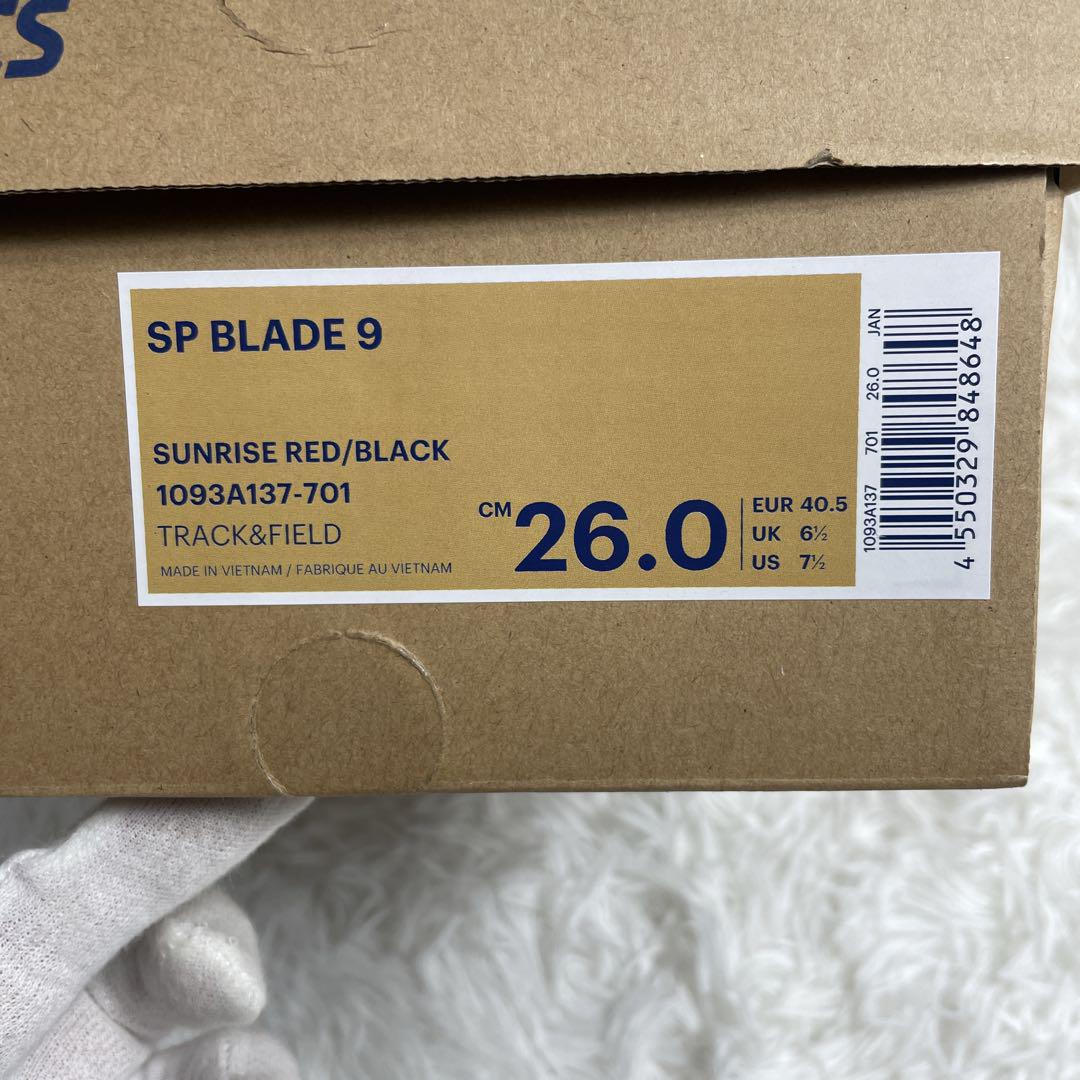 SP BLADE 9
SUNRISE RED/BLACK
1093A137-701
TRACK&FIELD
MADE IN VIETNAM / FABRIQUE AU VIETNAM
CM 26.0
EUR 40.5
UK 6½
US 7½
1093A137 701 26.0 JAN
4 550329 848648